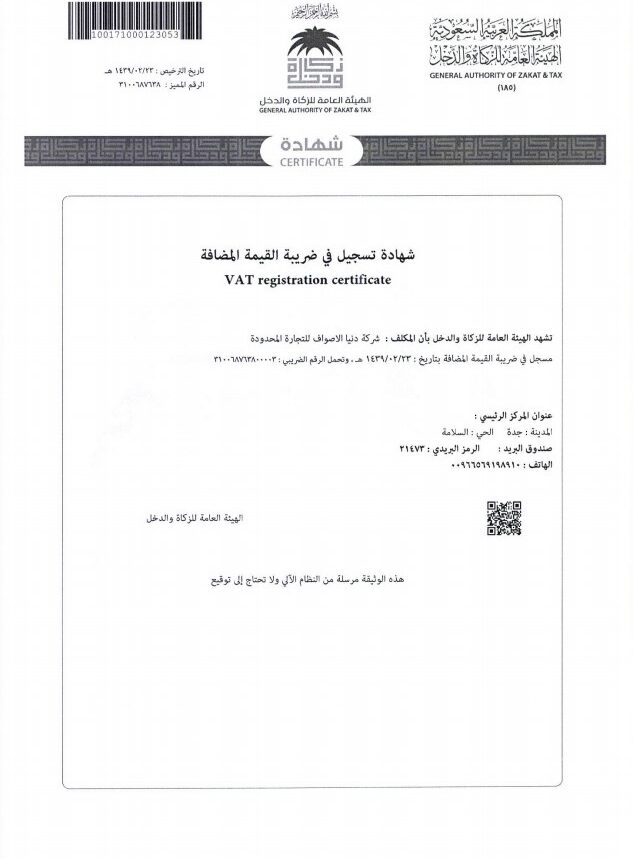 100171000123053
تاريخ الترخيص : ١٤٣٩/٠٢/٢٣ هـ
الرقم المميز : ٣١٠٠٦٨٧٦٣٨
بسم الله الرحمن الرحيم
زكاة
ودخل
الهيئة العامة للزكاة والدخل
GENERAL AUTHORITY OF ZAKAT & TAX
المملكة العربية السعودية
الهيئة العامة للزكاة والدخل
GENERAL AUTHORITY OF ZAKAT & TAX
(١٨٥)
شهادة
CERTIFICATE
شهادة تسجيل في ضريبة القيمة المضافة
VAT registration certificate
تشهد الهيئة العامة للزكاة والدخل بأن المكلف : شركة دنيا الاصواف للتجارة المحدودة
مسجل في ضريبة القيمة المضافة بتاريخ : ١٤٣٩/٠٢/٢٣ هـ ، وتحمل الرقم الضريبي : ٣١٠٠٦٨٧٦٣٨٠٠٠٠٣
عنوان المركز الرئيسي :
المدينة : جدة الحي : السلامة
صندوق البريد : الرمز البريدي : ٢١٤٧٣
الهاتف : ٠٠٩٦٦٥٦٩١٩٨٩١٠
الهيئة العامة للزكاة والدخل
هذه الوثيقة مرسلة من النظام الآلي ولا تحتاج إلى توقيع